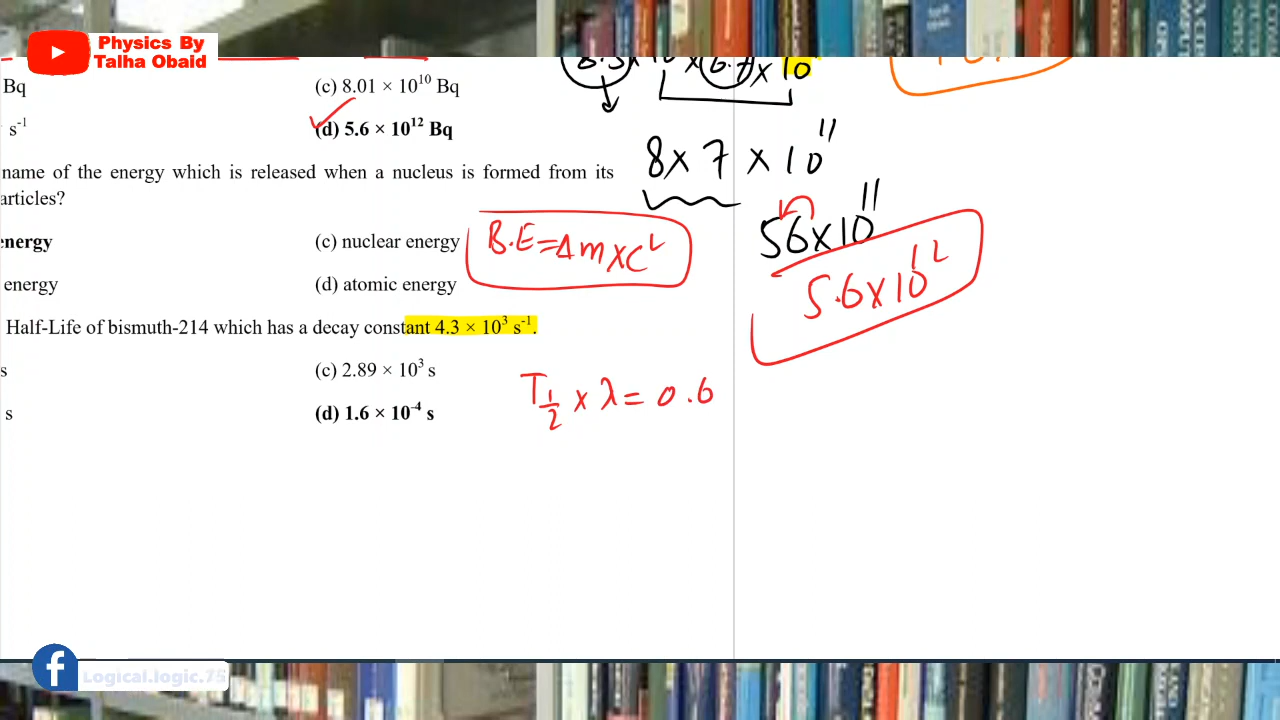 Physics By
Talha Obaid
Bq
(c) 8.01 × 10¹⁰ Bq
s⁻¹
(d) 5.6 × 10¹² Bq
name of the energy which is released when a nucleus is formed from its
articles?
energy
(c) nuclear energy
energy
(d) atomic energy
Half-Life of bismuth-214 which has a decay constant 4.3 × 10³ s⁻¹.
s
(c) 2.89 × 10³ s
s
(d) 1.6 × 10⁻⁴ s
8 × 7 × 10¹¹
56 × 10¹¹
5.6 × 10¹²
B.E = Δm × c²
T½ × λ = 0.6
Logical.logic.75